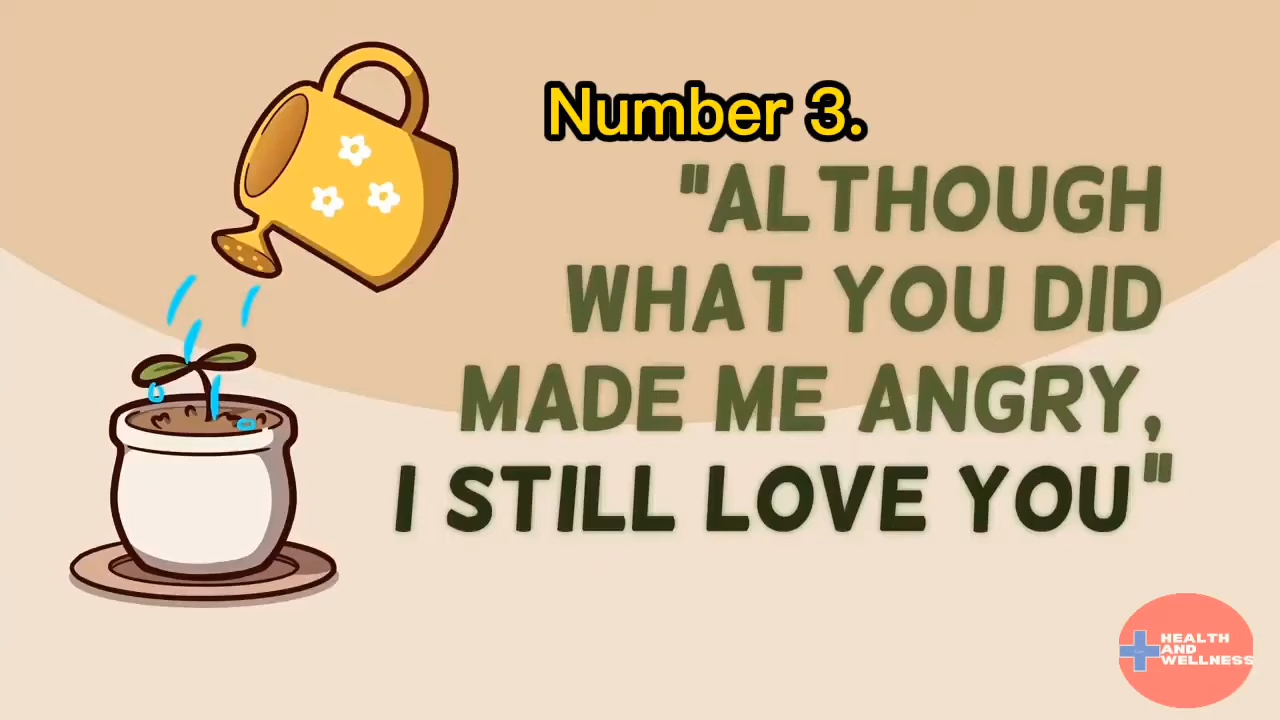 Number 3.
"ALTHOUGH
WHAT YOU DID
MADE ME ANGRY,
I STILL LOVE YOU"
HEALTH
AND
WELLNESS